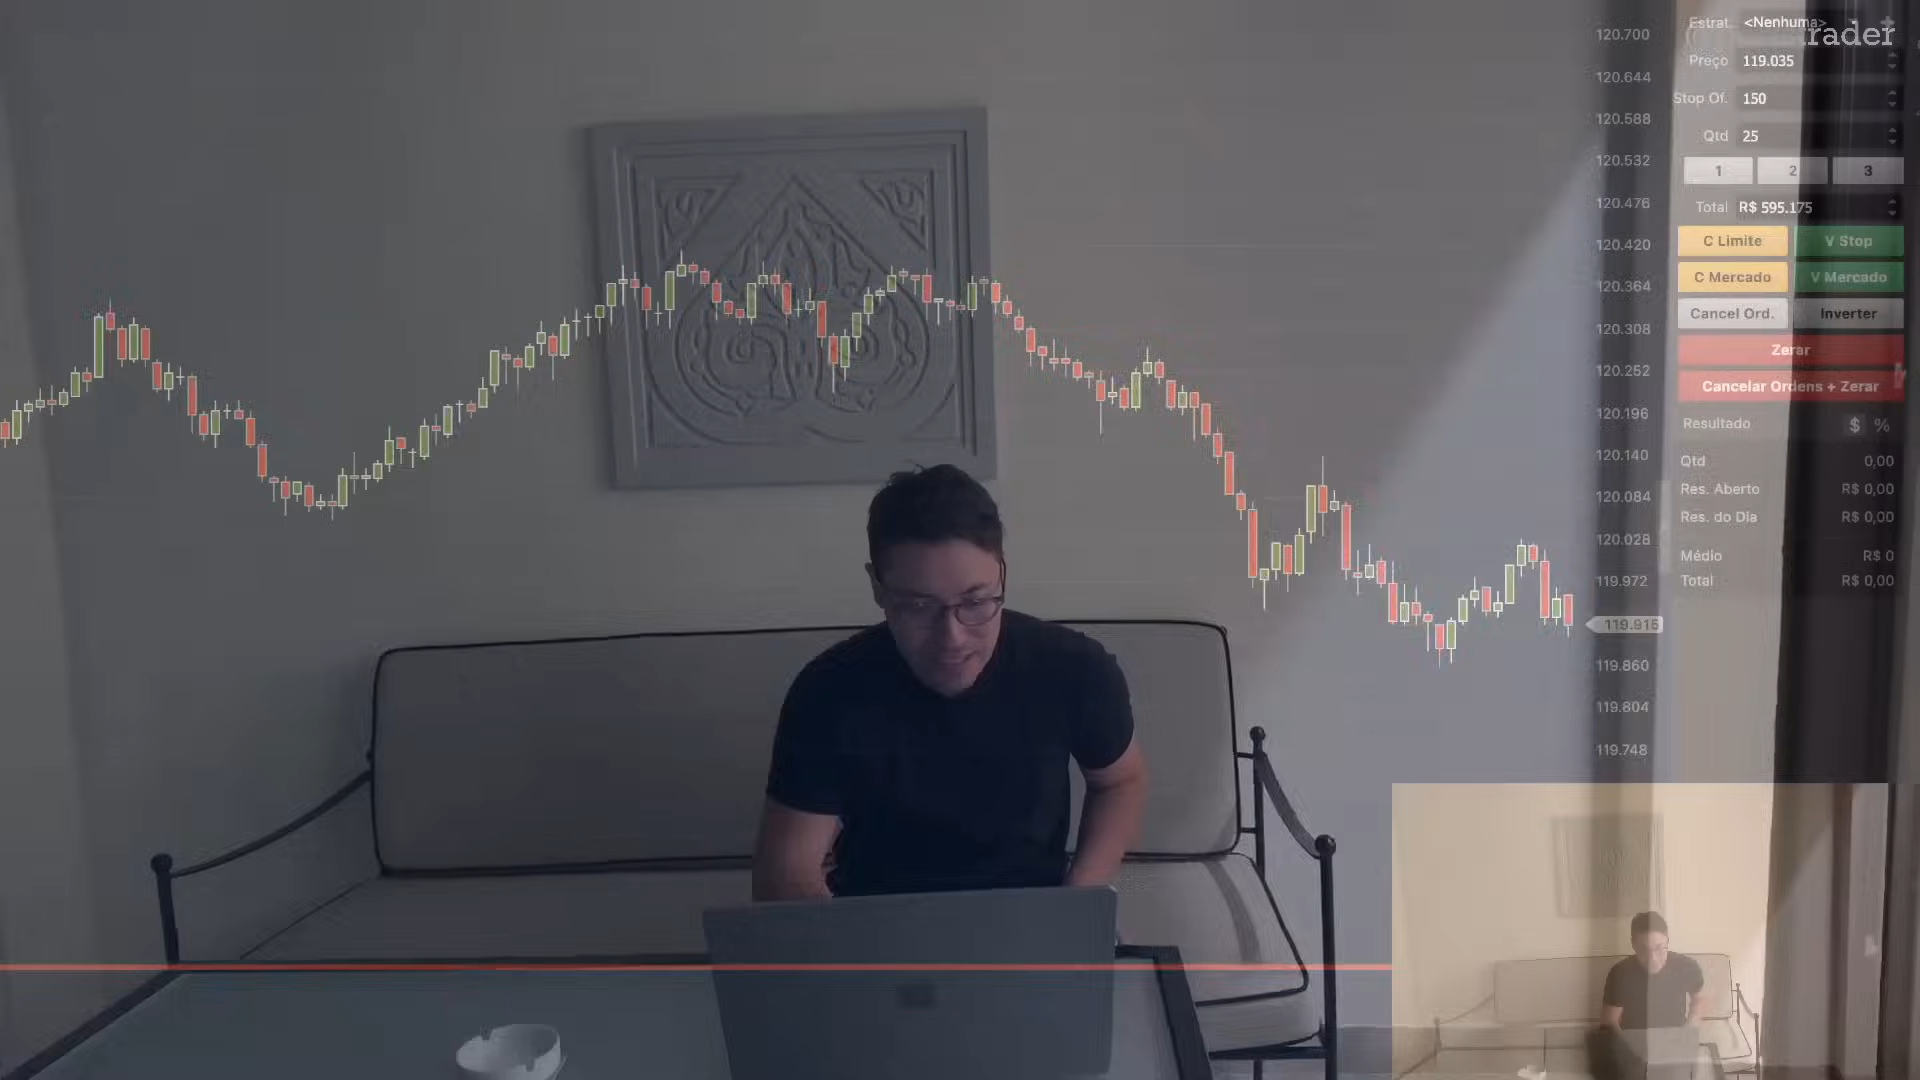 Estrat. <Nenhuma>
rader
Preço 119.035
Stop Of. 150
Qtd 25
1 2 3
Total R$ 595.175
C Limite V Stop
C Mercado V Mercado
Cancel Ord. Inverter
Zerar
Cancelar Ordens + Zerar
Resultado $ %
Qtd 0,00
Res. Aberto R$ 0,00
Res. do Dia R$ 0,00
Médio R$ 0
Total R$ 0,00
120.700
120.644
120.588
120.532
120.476
120.420
120.364
120.308
120.252
120.196
120.140
120.084
120.028
119.972
119.916
119.860
119.804
119.748